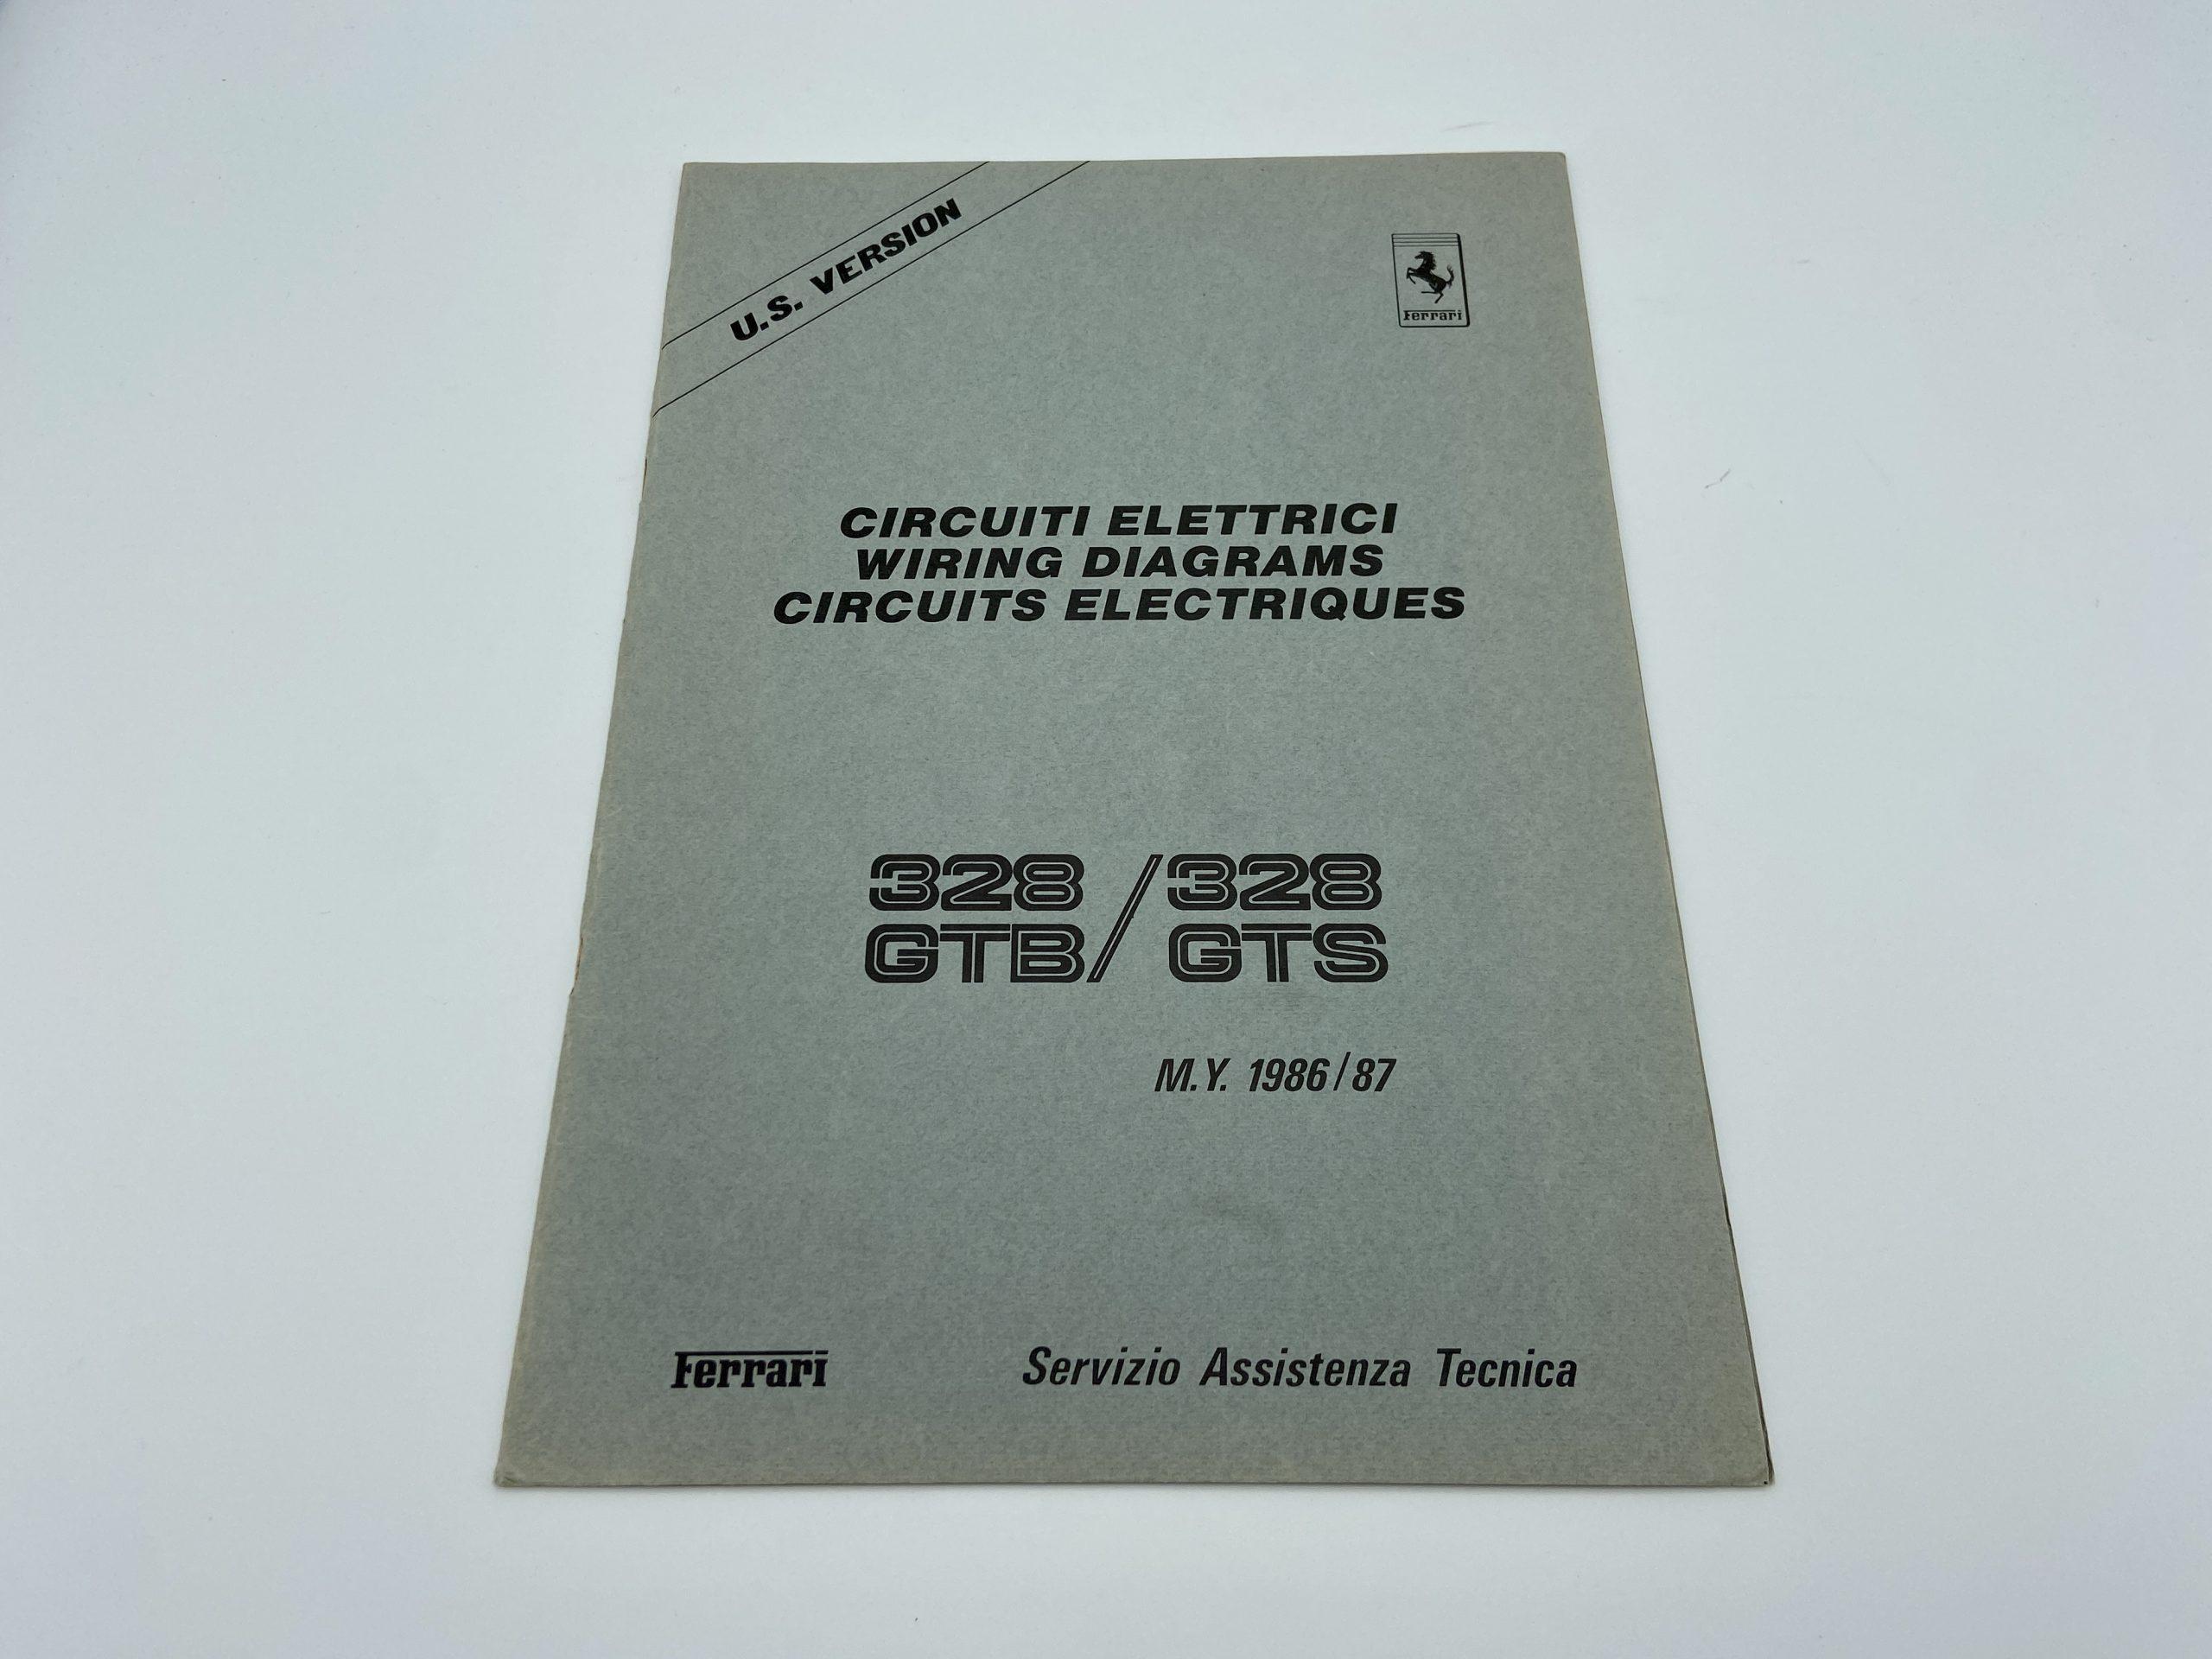 U.S. VERSION
Ferrari
CIRCUITI ELETTRICI
WIRING DIAGRAMS
CIRCUITS ELECTRIQUES
328 / 328
GTB / GTS
M.Y. 1986/87
Ferrari
Servizio Assistenza Tecnica